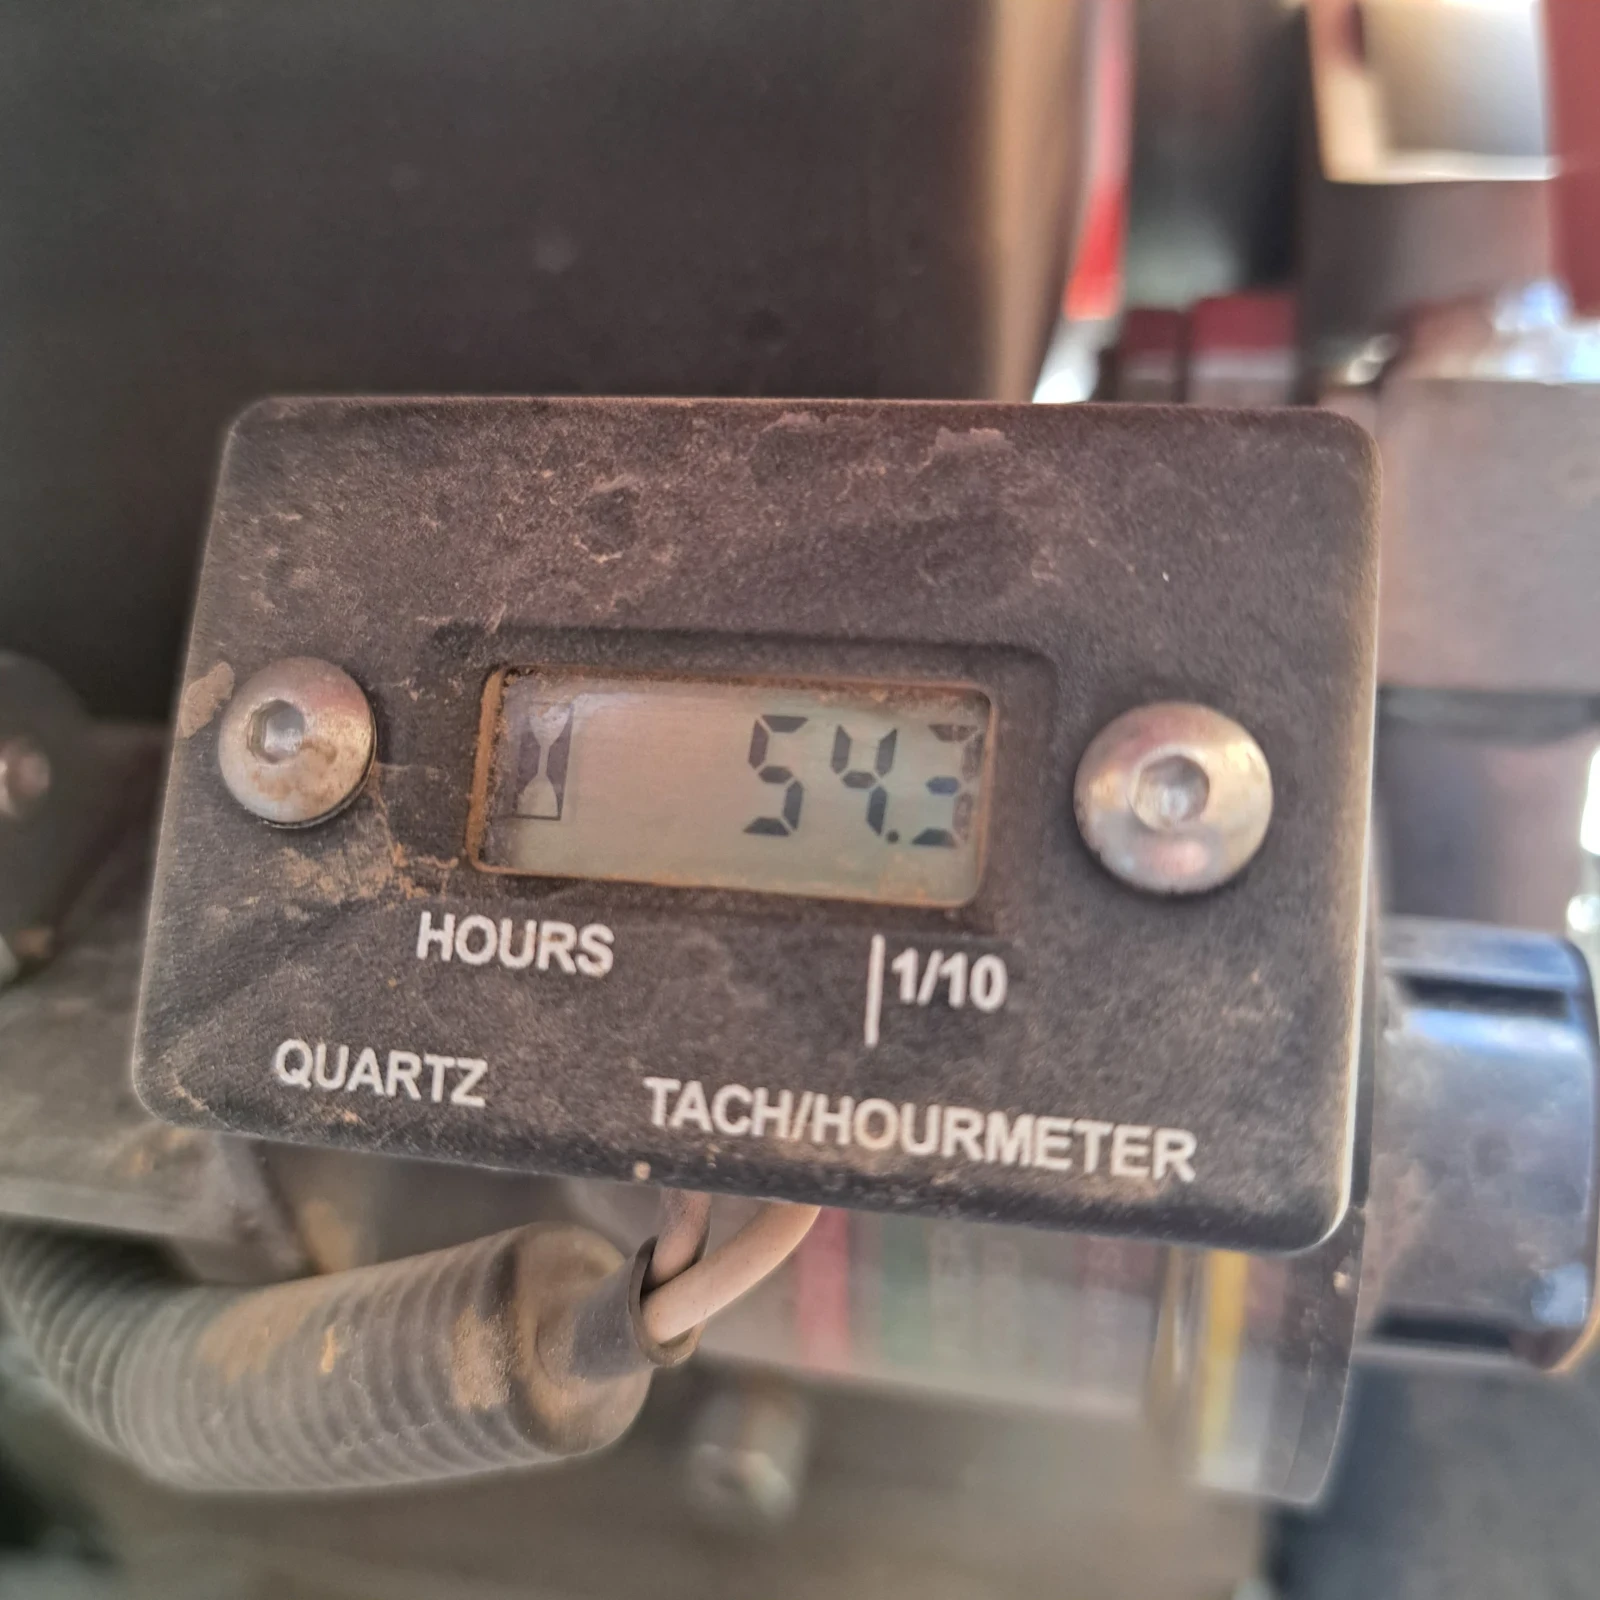 54.3
HOURS
1/10
QUARTZ
TACH/HOURMETER